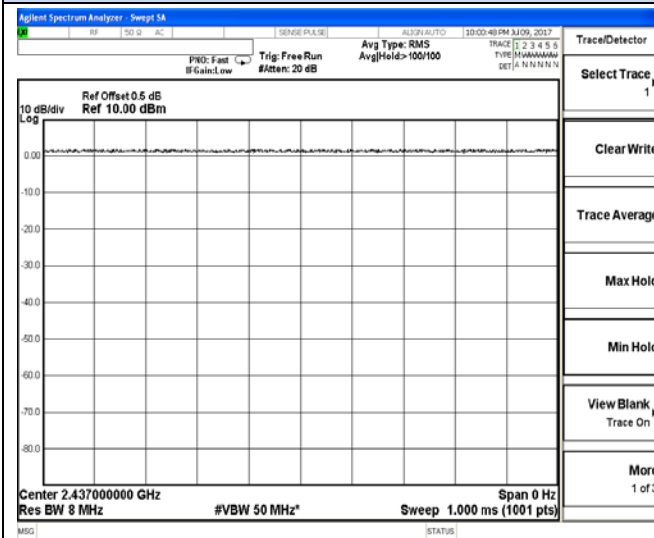 Agilent Spectrum Analyzer - Swept SA
RF 50 Ω AC SENSE:PULSE ALIGN AUTO 10:00:48 PM Jul 09, 2017
PNO: Fast
IFGain:Low
Trig: Free Run
#Atten: 20 dB
Avg Type: RMS
Avg|Hold:>100/100
TRACE 1 2 3 4 5 6
TYPE
DET A N N N N N
Ref Offset 0.5 dB
10 dB/div Ref 10.00 dBm
Log
0.00
-10.0
-20.0
-30.0
-40.0
-50.0
-60.0
-70.0
-80.0
Center 2.437000000 GHz Span 0 Hz
Res BW 8 MHz #VBW 50 MHz* Sweep 1.000 ms (1001 pts)
MSG STATUS
Trace/Detector
Select Trace
1
Clear Write
Trace Average
Max Hold
Min Hold
View Blank
Trace On
More
1 of 3